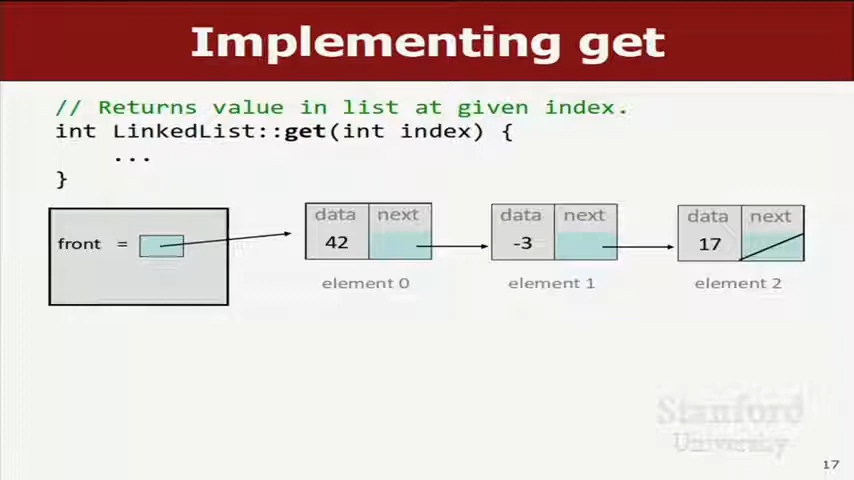 Implementing get
// Returns value in list at given index.
int LinkedList::get(int index) {
...
}
front =
data next
42
element 0
data next
-3
element 1
data next
17
element 2
Stanford
University
17